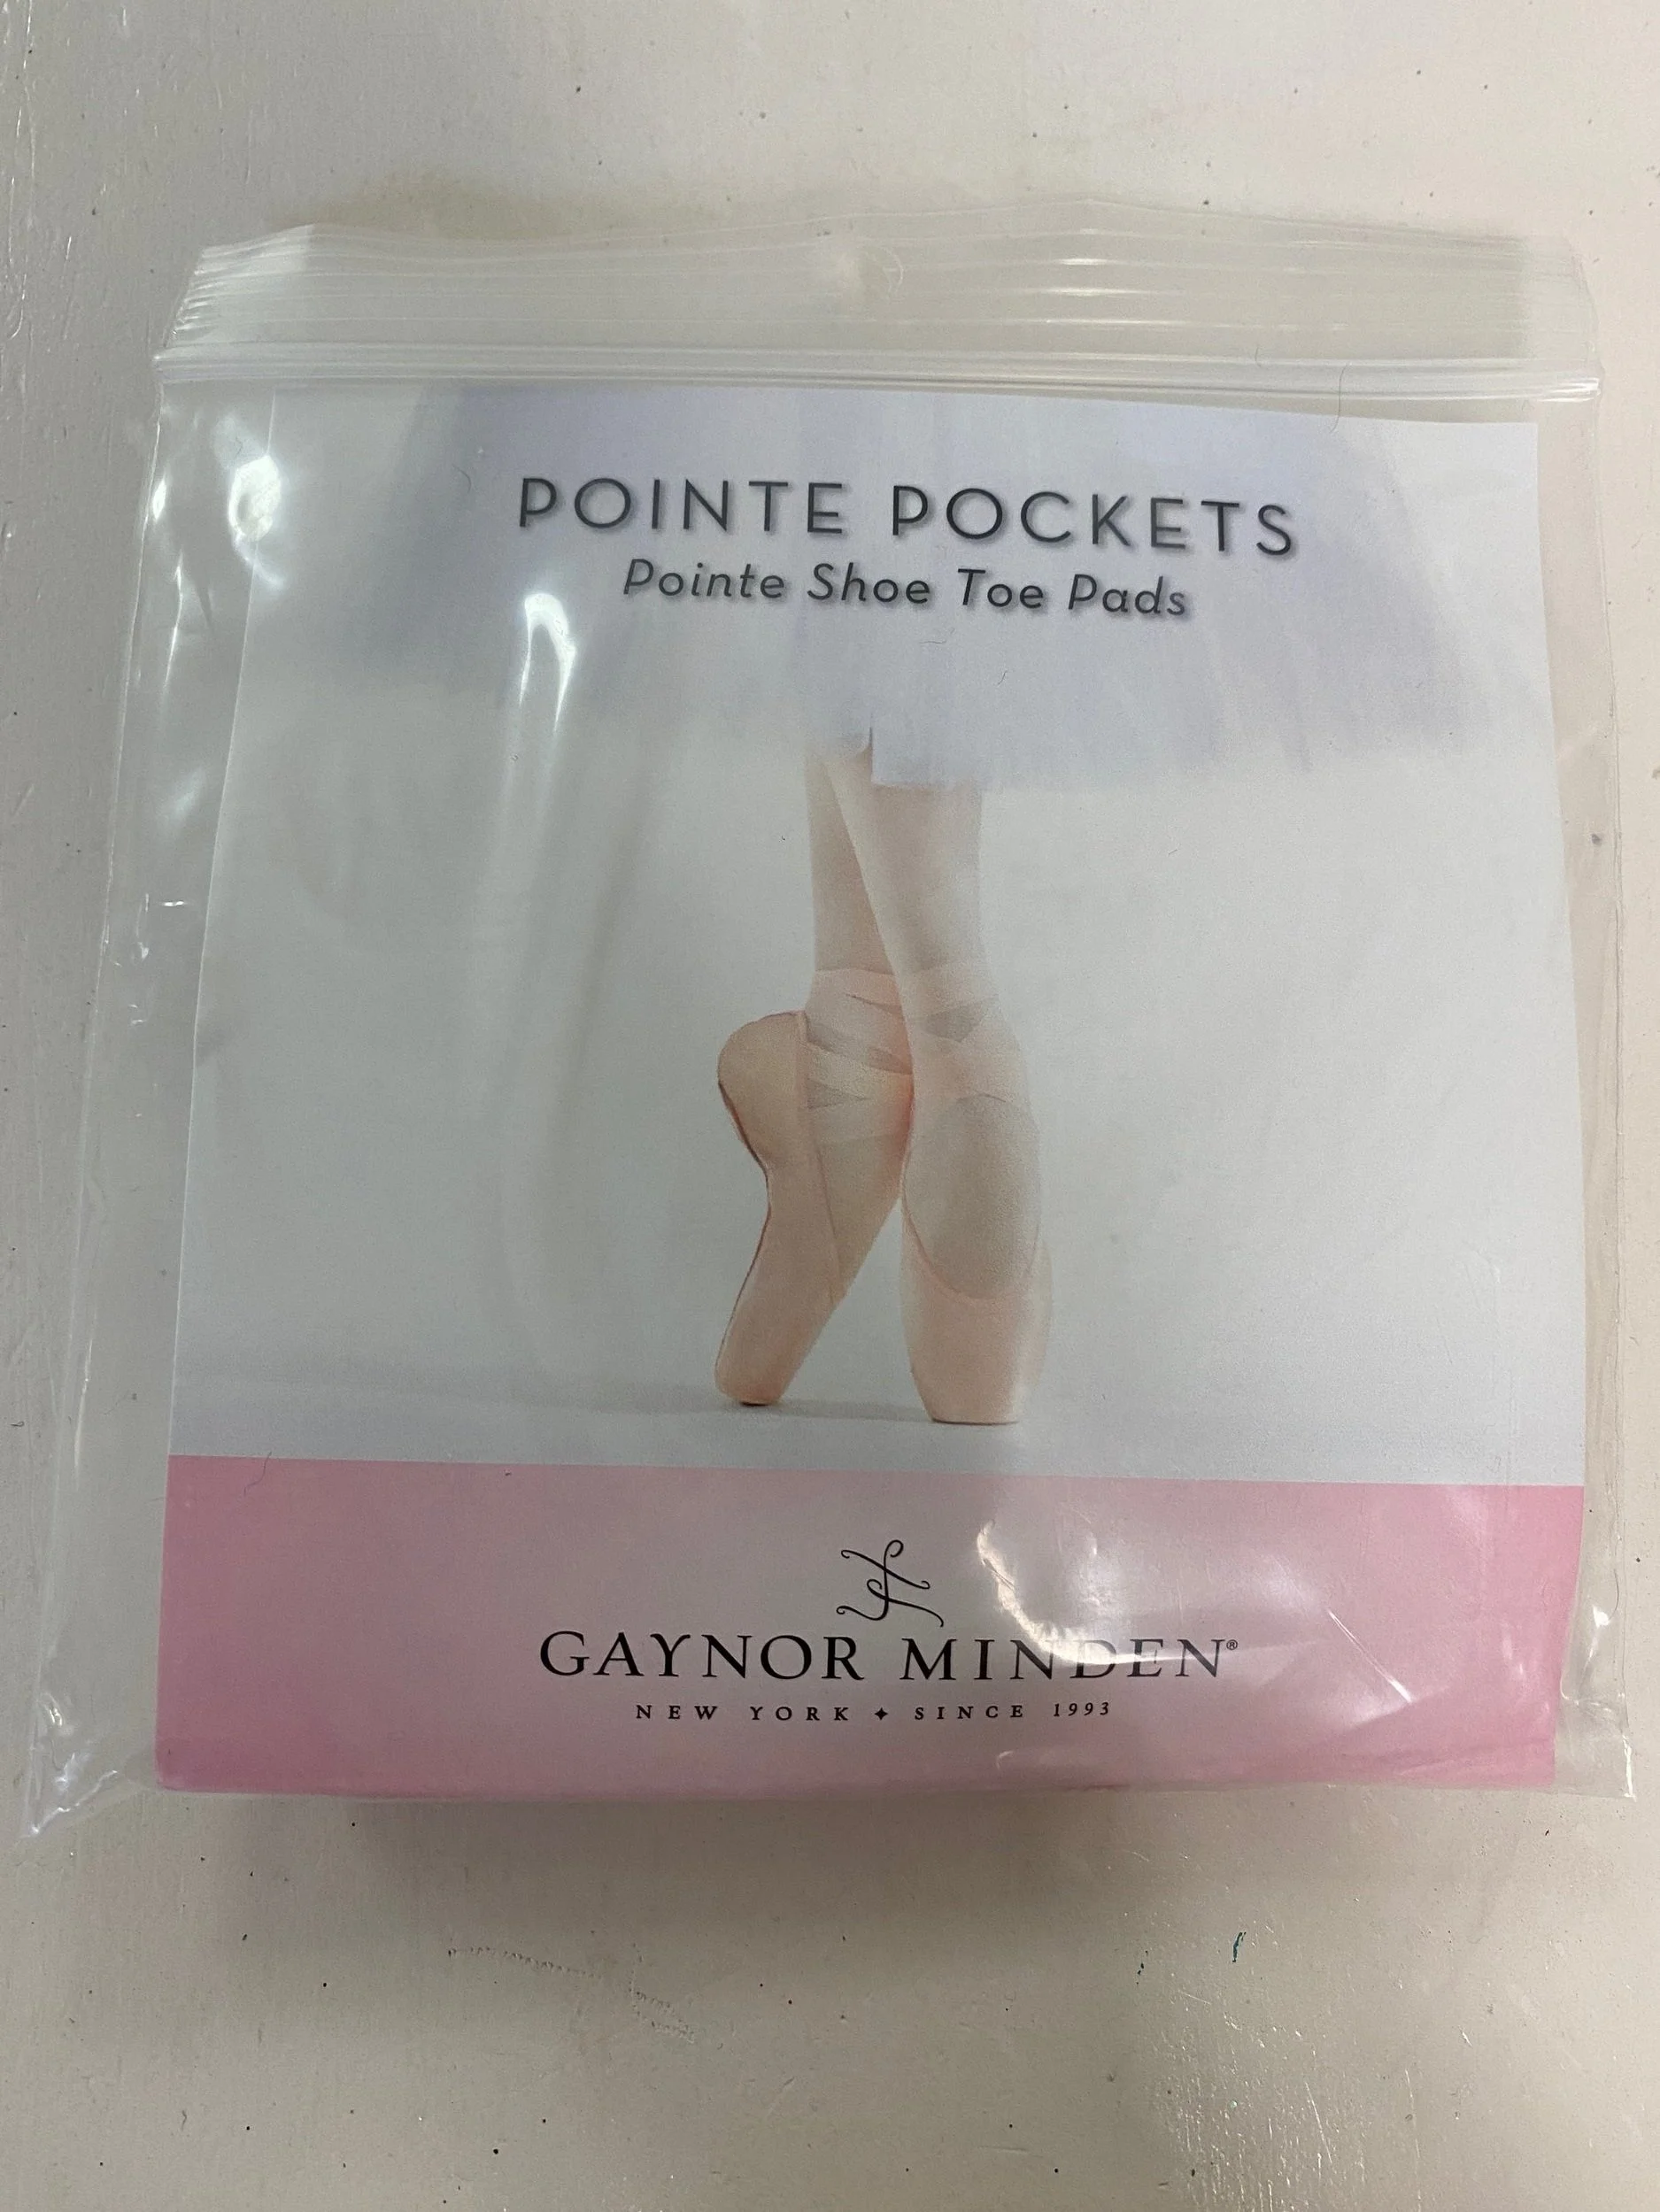 POINTE POCKETS
Pointe Shoe Toe Pads
GAYNOR MINDEN®
NEW YORK ✦ SINCE 1993